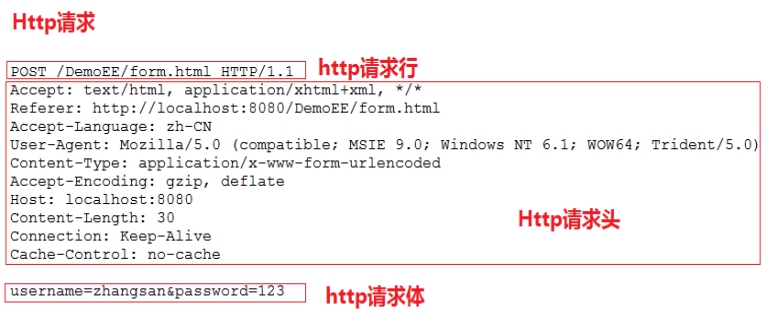 Http请求
POST /DemoEE/form.html HTTP/1.1 http请求行
Accept: text/html, application/xhtml+xml, */*
Referer: http://localhost:8080/DemoEE/form.html
Accept-Language: zh-CN
User-Agent: Mozilla/5.0 (compatible; MSIE 9.0; Windows NT 6.1; WOW64; Trident/5.0)
Content-Type: application/x-www-form-urlencoded
Accept-Encoding: gzip, deflate
Host: localhost:8080
Content-Length: 30
Connection: Keep-Alive
Cache-Control: no-cache
Http请求头
username=zhangsan&password=123 http请求体